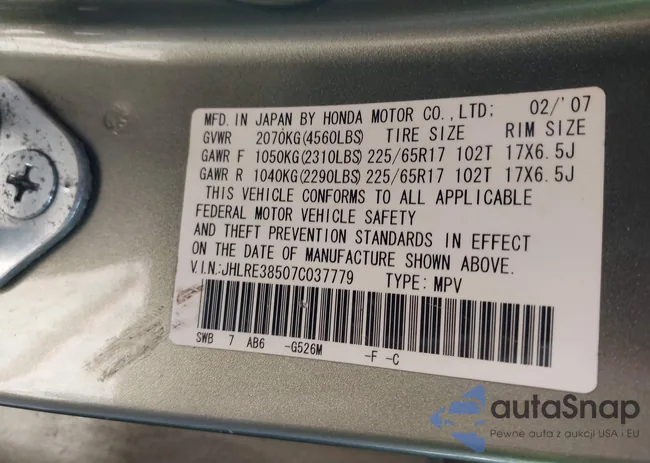 MFD. IN JAPAN BY HONDA MOTOR CO., LTD: 02/'07
GVWR 2070KG(4560LBS) TIRE SIZE RIM SIZE
GAWR F 1050KG(2310LBS) 225/65R17 102T 17X6.5J
GAWR R 1040KG(2290LBS) 225/65R17 102T 17X6.5J
THIS VEHICLE CONFORMS TO ALL APPLICABLE
FEDERAL MOTOR VEHICLE SAFETY
AND THEFT PREVENTION STANDARDS IN EFFECT
ON THE DATE OF MANUFACTURE SHOWN ABOVE.
V.I.N.:JHLRE38507C037779 TYPE: MPV
SWB 7 AB6 -G526M -F -C
autaSnap
Pewne auta z aukcji USA i EU